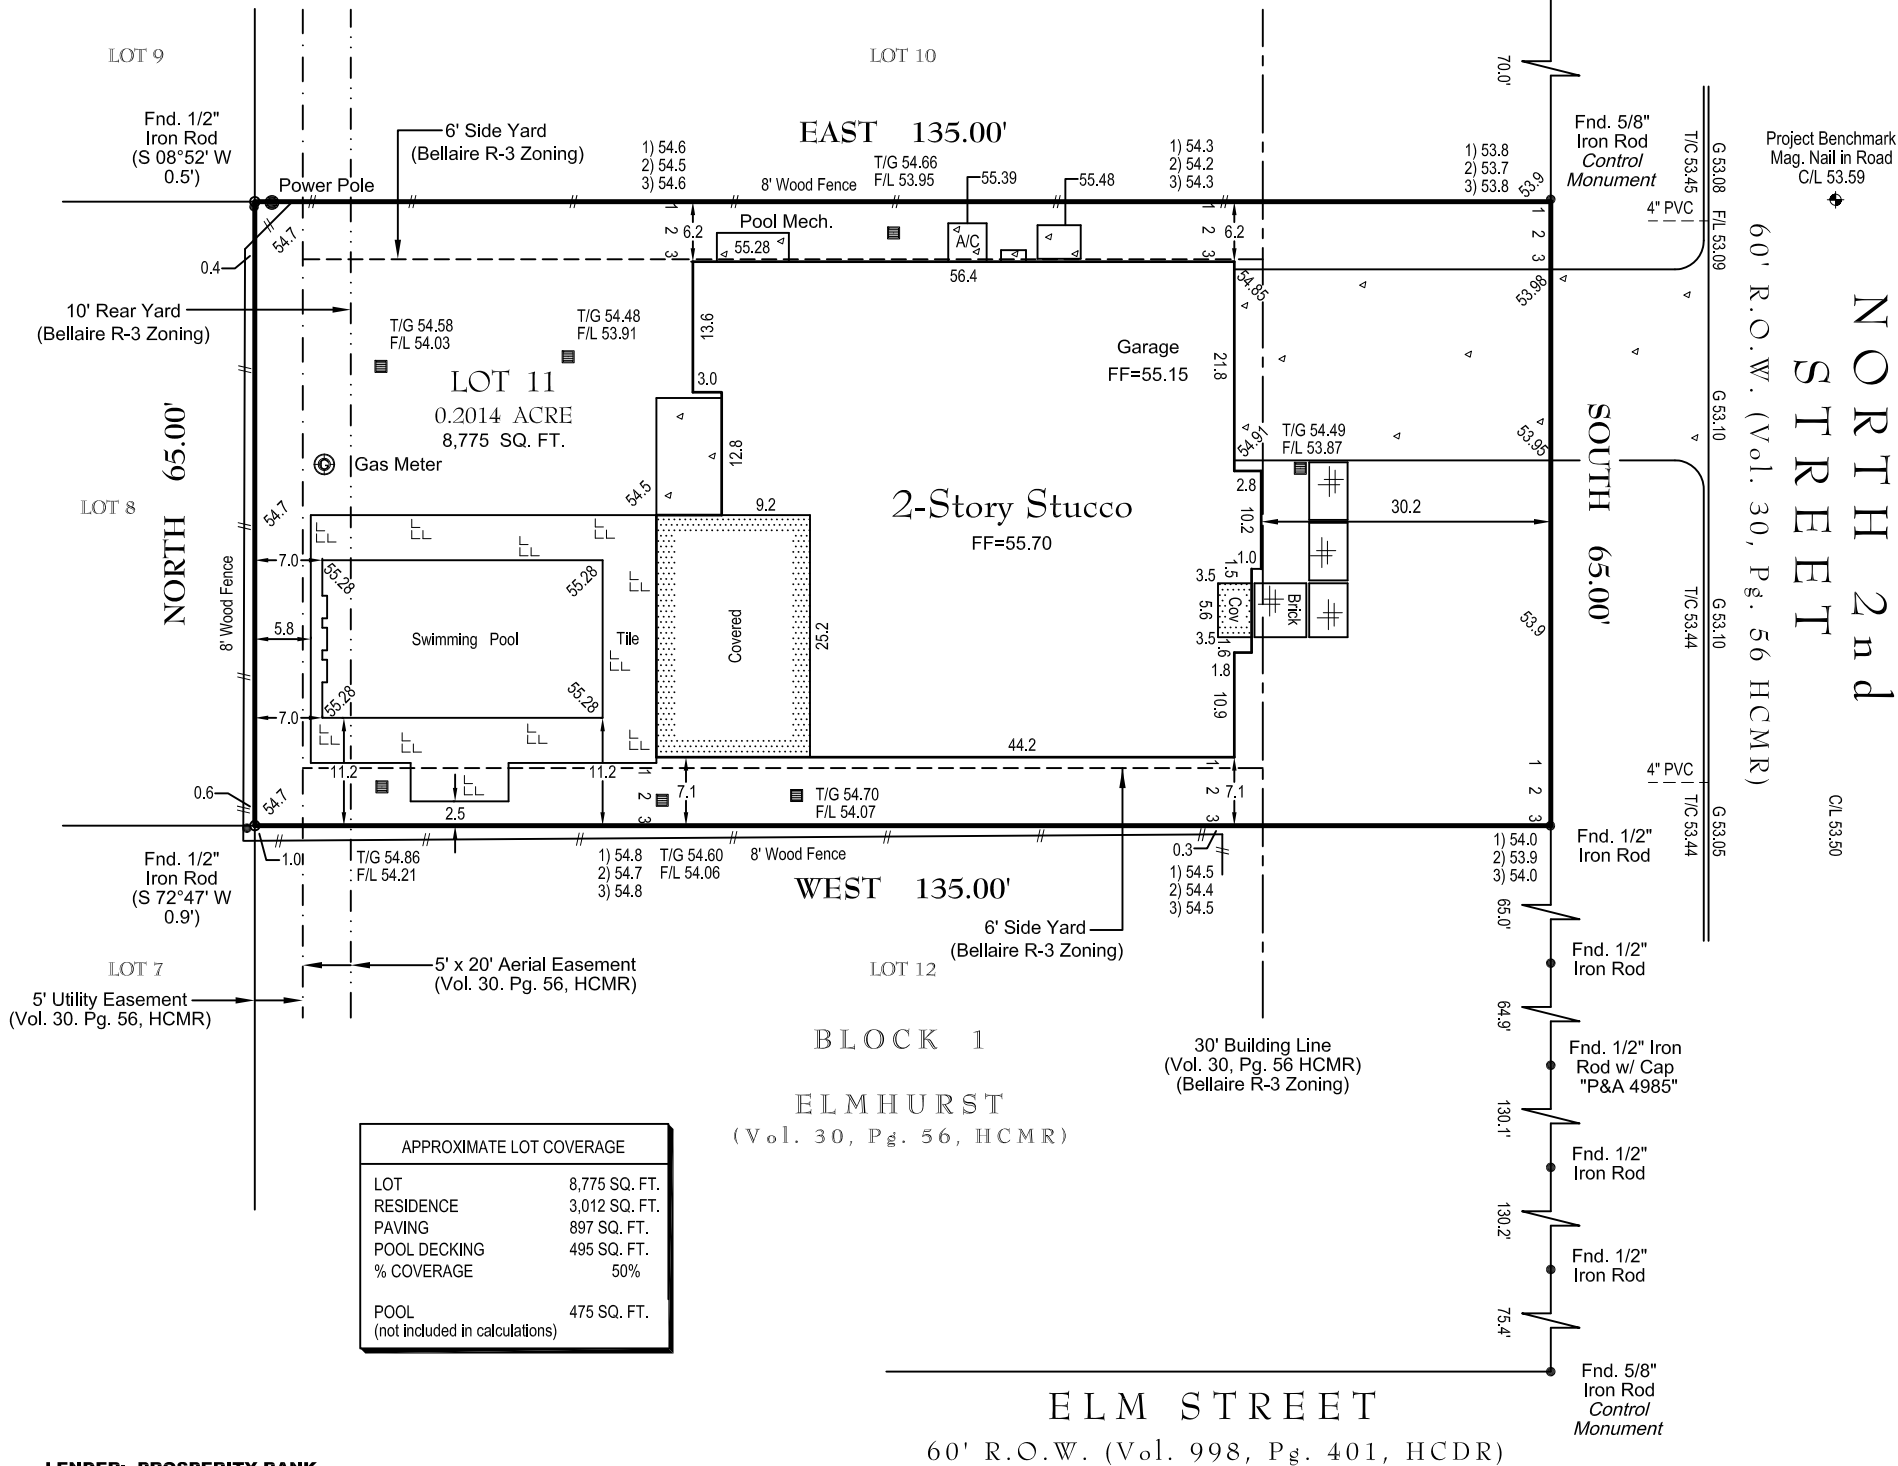 LOT 9
LOT 10
70.0'
Fnd. 1/2"
Iron Rod
(S 08°52' W
0.5')
6' Side Yard
(Bellaire R-3 Zoning)
Power Pole
1) 54.6
2) 54.5
3) 54.6
EAST 135.00'
8' Wood Fence
T/G 54.66
F/L 53.95
55.39
55.48
1) 54.3
2) 54.2
3) 54.3
1) 53.8
2) 53.7
3) 53.8
53.9
Fnd. 5/8"
Iron Rod
Control
Monument
T/C 53.45
G 53.08
Project Benchmark
Mag. Nail in Road
C/L 53.59
4" PVC
F/L 53.09
54.7
0.4
1
2
3
6.2
Pool Mech.
55.28
A/C
1
2
3
6.2
1
2
3
56.4
54.85
53.98
10' Rear Yard
(Bellaire R-3 Zoning)
T/G 54.58
F/L 54.03
T/G 54.48
F/L 53.91
13.6
3.0
Garage
FF=55.15
21.8
LOT 11
0.2014 ACRE
8,775 SQ. FT.
Gas Meter
NORTH 65.00'
LOT 8
8' Wood Fence
54.7
54.5
12.8
9.2
2-Story Stucco
FF=55.70
54.91
T/G 54.49
F/L 53.87
53.95
2.8
10.2
1.0
30.2
SOUTH 65.00'
G 53.10
60' R.O.W. (Vol. 30, Pg. 56 HCMR)
NORTH 2nd
STREET
7.0
55.28
55.28
5.8
Swimming Pool
Tile
Covered
25.2
3.5
1.5
5.6
Cov
Brick
3.5
1.6
1.8
10.9
53.9
T/C 53.44
G 53.10
7.0
55.28
55.28
44.2
11.2
11.2
2.5
0.6
54.7
1
2
3
7.1
T/G 54.70
F/L 54.07
1
2
3
7.1
1
2
3
4" PVC
T/C 53.44
G 53.05
C/L 53.50
Fnd. 1/2"
Iron Rod
(S 72°47' W
0.9')
1.0
T/G 54.86
F/L 54.21
1) 54.8
2) 54.7
3) 54.8
T/G 54.60
F/L 54.06
8' Wood Fence
WEST 135.00'
0.3
1) 54.5
2) 54.4
3) 54.5
1) 54.0
2) 53.9
3) 54.0
Fnd. 1/2"
Iron Rod
65.0'
6' Side Yard
(Bellaire R-3 Zoning)
Fnd. 1/2"
Iron Rod
LOT 7
LOT 12
5' x 20' Aerial Easement
(Vol. 30. Pg. 56, HCMR)
5' Utility Easement
(Vol. 30. Pg. 56, HCMR)
64.9'
BLOCK 1
30' Building Line
(Vol. 30, Pg. 56 HCMR)
(Bellaire R-3 Zoning)
Fnd. 1/2" Iron
Rod w/ Cap
"P&A 4985"
ELMHURST
(Vol. 30, Pg. 56, HCMR)
130.1'
Fnd. 1/2"
Iron Rod
130.2'
Fnd. 1/2"
Iron Rod
75.4'
APPROXIMATE LOT COVERAGE
LOT 8,775 SQ. FT.
RESIDENCE 3,012 SQ. FT.
PAVING 897 SQ. FT.
POOL DECKING 495 SQ. FT.
% COVERAGE 50%
POOL 475 SQ. FT.
(not included in calculations)
Fnd. 5/8"
Iron Rod
Control
Monument
ELM STREET
60' R.O.W. (Vol. 998, Pg. 401, HCDR)
LENDER: PROSPERITY BANK